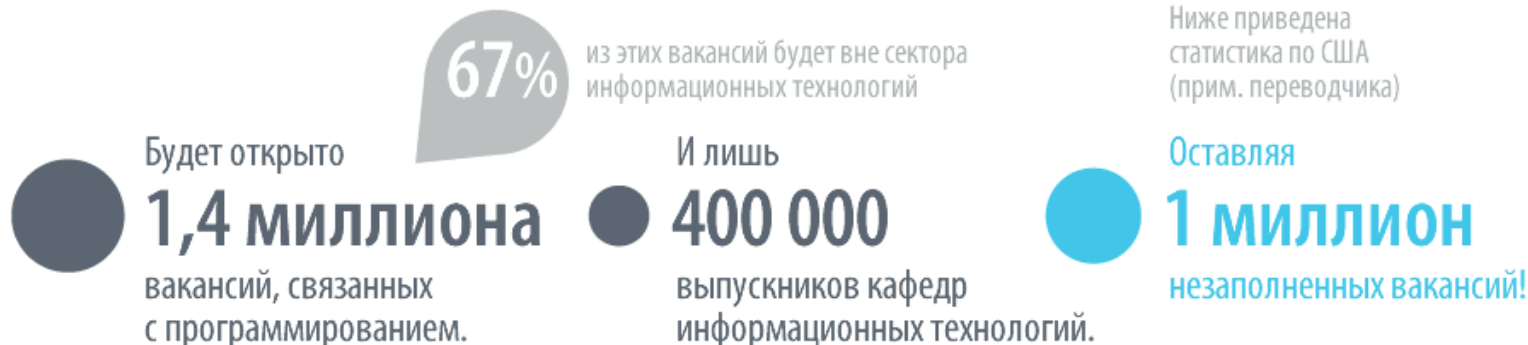 67%
из этих вакансий будет вне сектора
информационных технологий
Ниже приведена
статистика по США
(прим. переводчика)
Будет открыто
1,4 миллиона
вакансий, связанных
с программированием.
И лишь
400 000
выпускников кафедр
информационных технологий.
Оставляя
1 миллион
незаполненных вакансий!